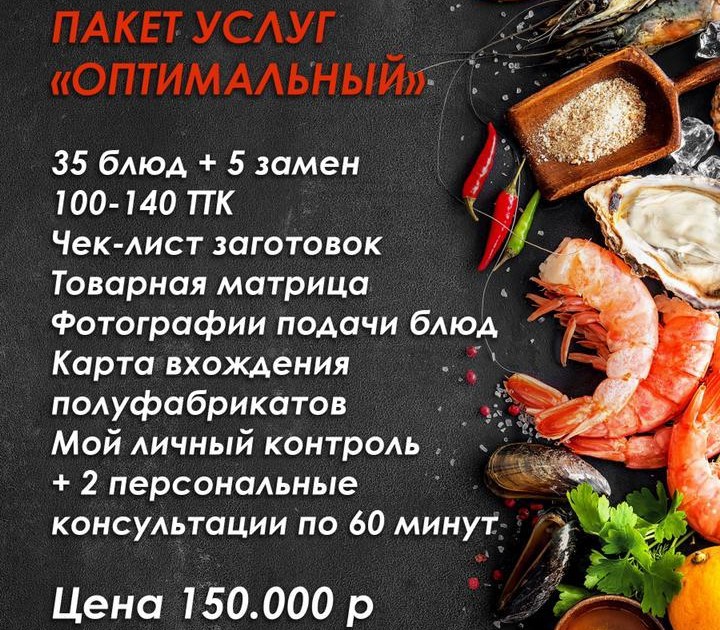 ПАКЕТ УСЛУГ
«ОПТИМАЛЬНЫЙ»
35 блюд + 5 замен
100-140 ТТК
Чек-лист заготовок
Товарная матрица
Фотографии подачи блюд
Карта вхождения
полуфабрикатов
Мой личный контроль
+ 2 персональные
консультации по 60 минут
Цена 150.000 р